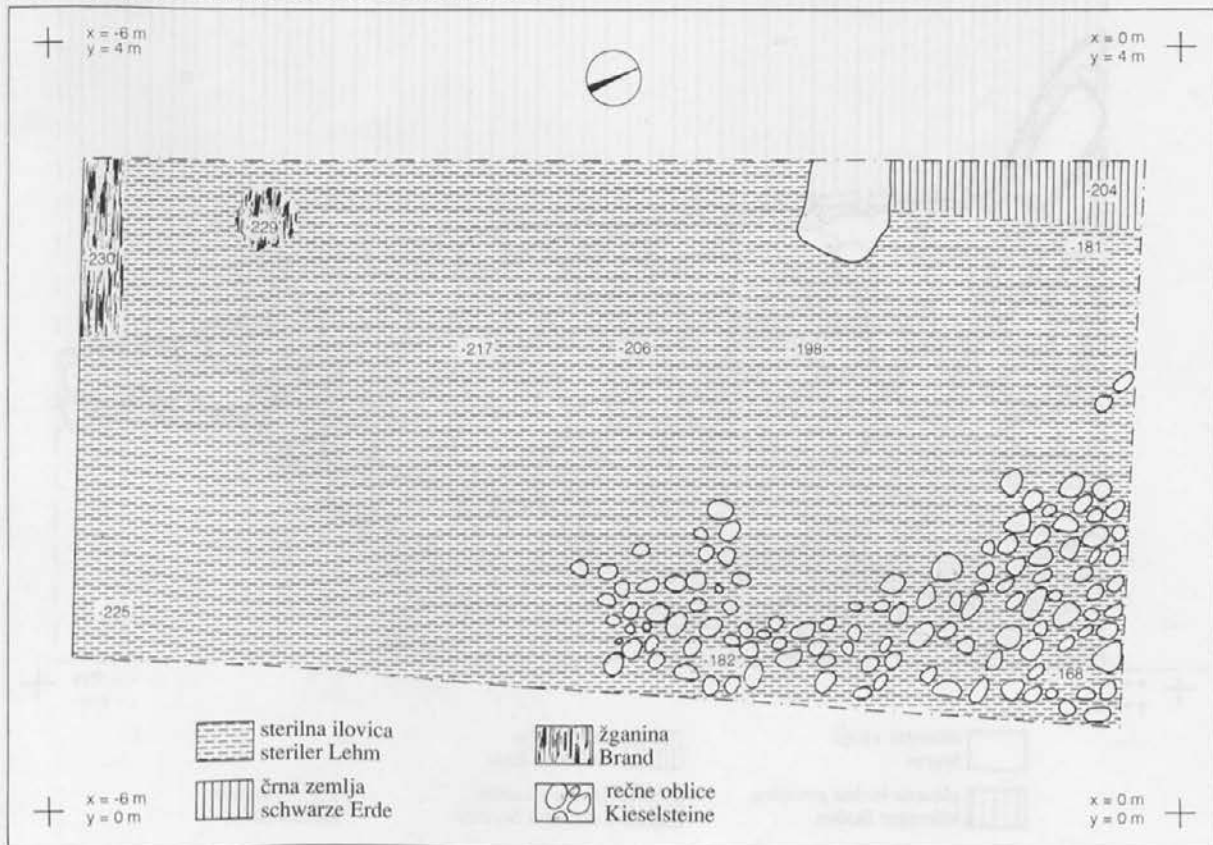 x = -6 m
y = 4 m
x = 0 m
y = 4 m
-204
-229
-230
-181
-217
-206
-198
-225
-182
-168
sterilna ilovica
steriler Lehm
žganina
Brand
črna zemlja
schwarze Erde
rečne oblice
Kieselsteine
x = -6 m
y = 0 m
x = 0 m
y = 0 m